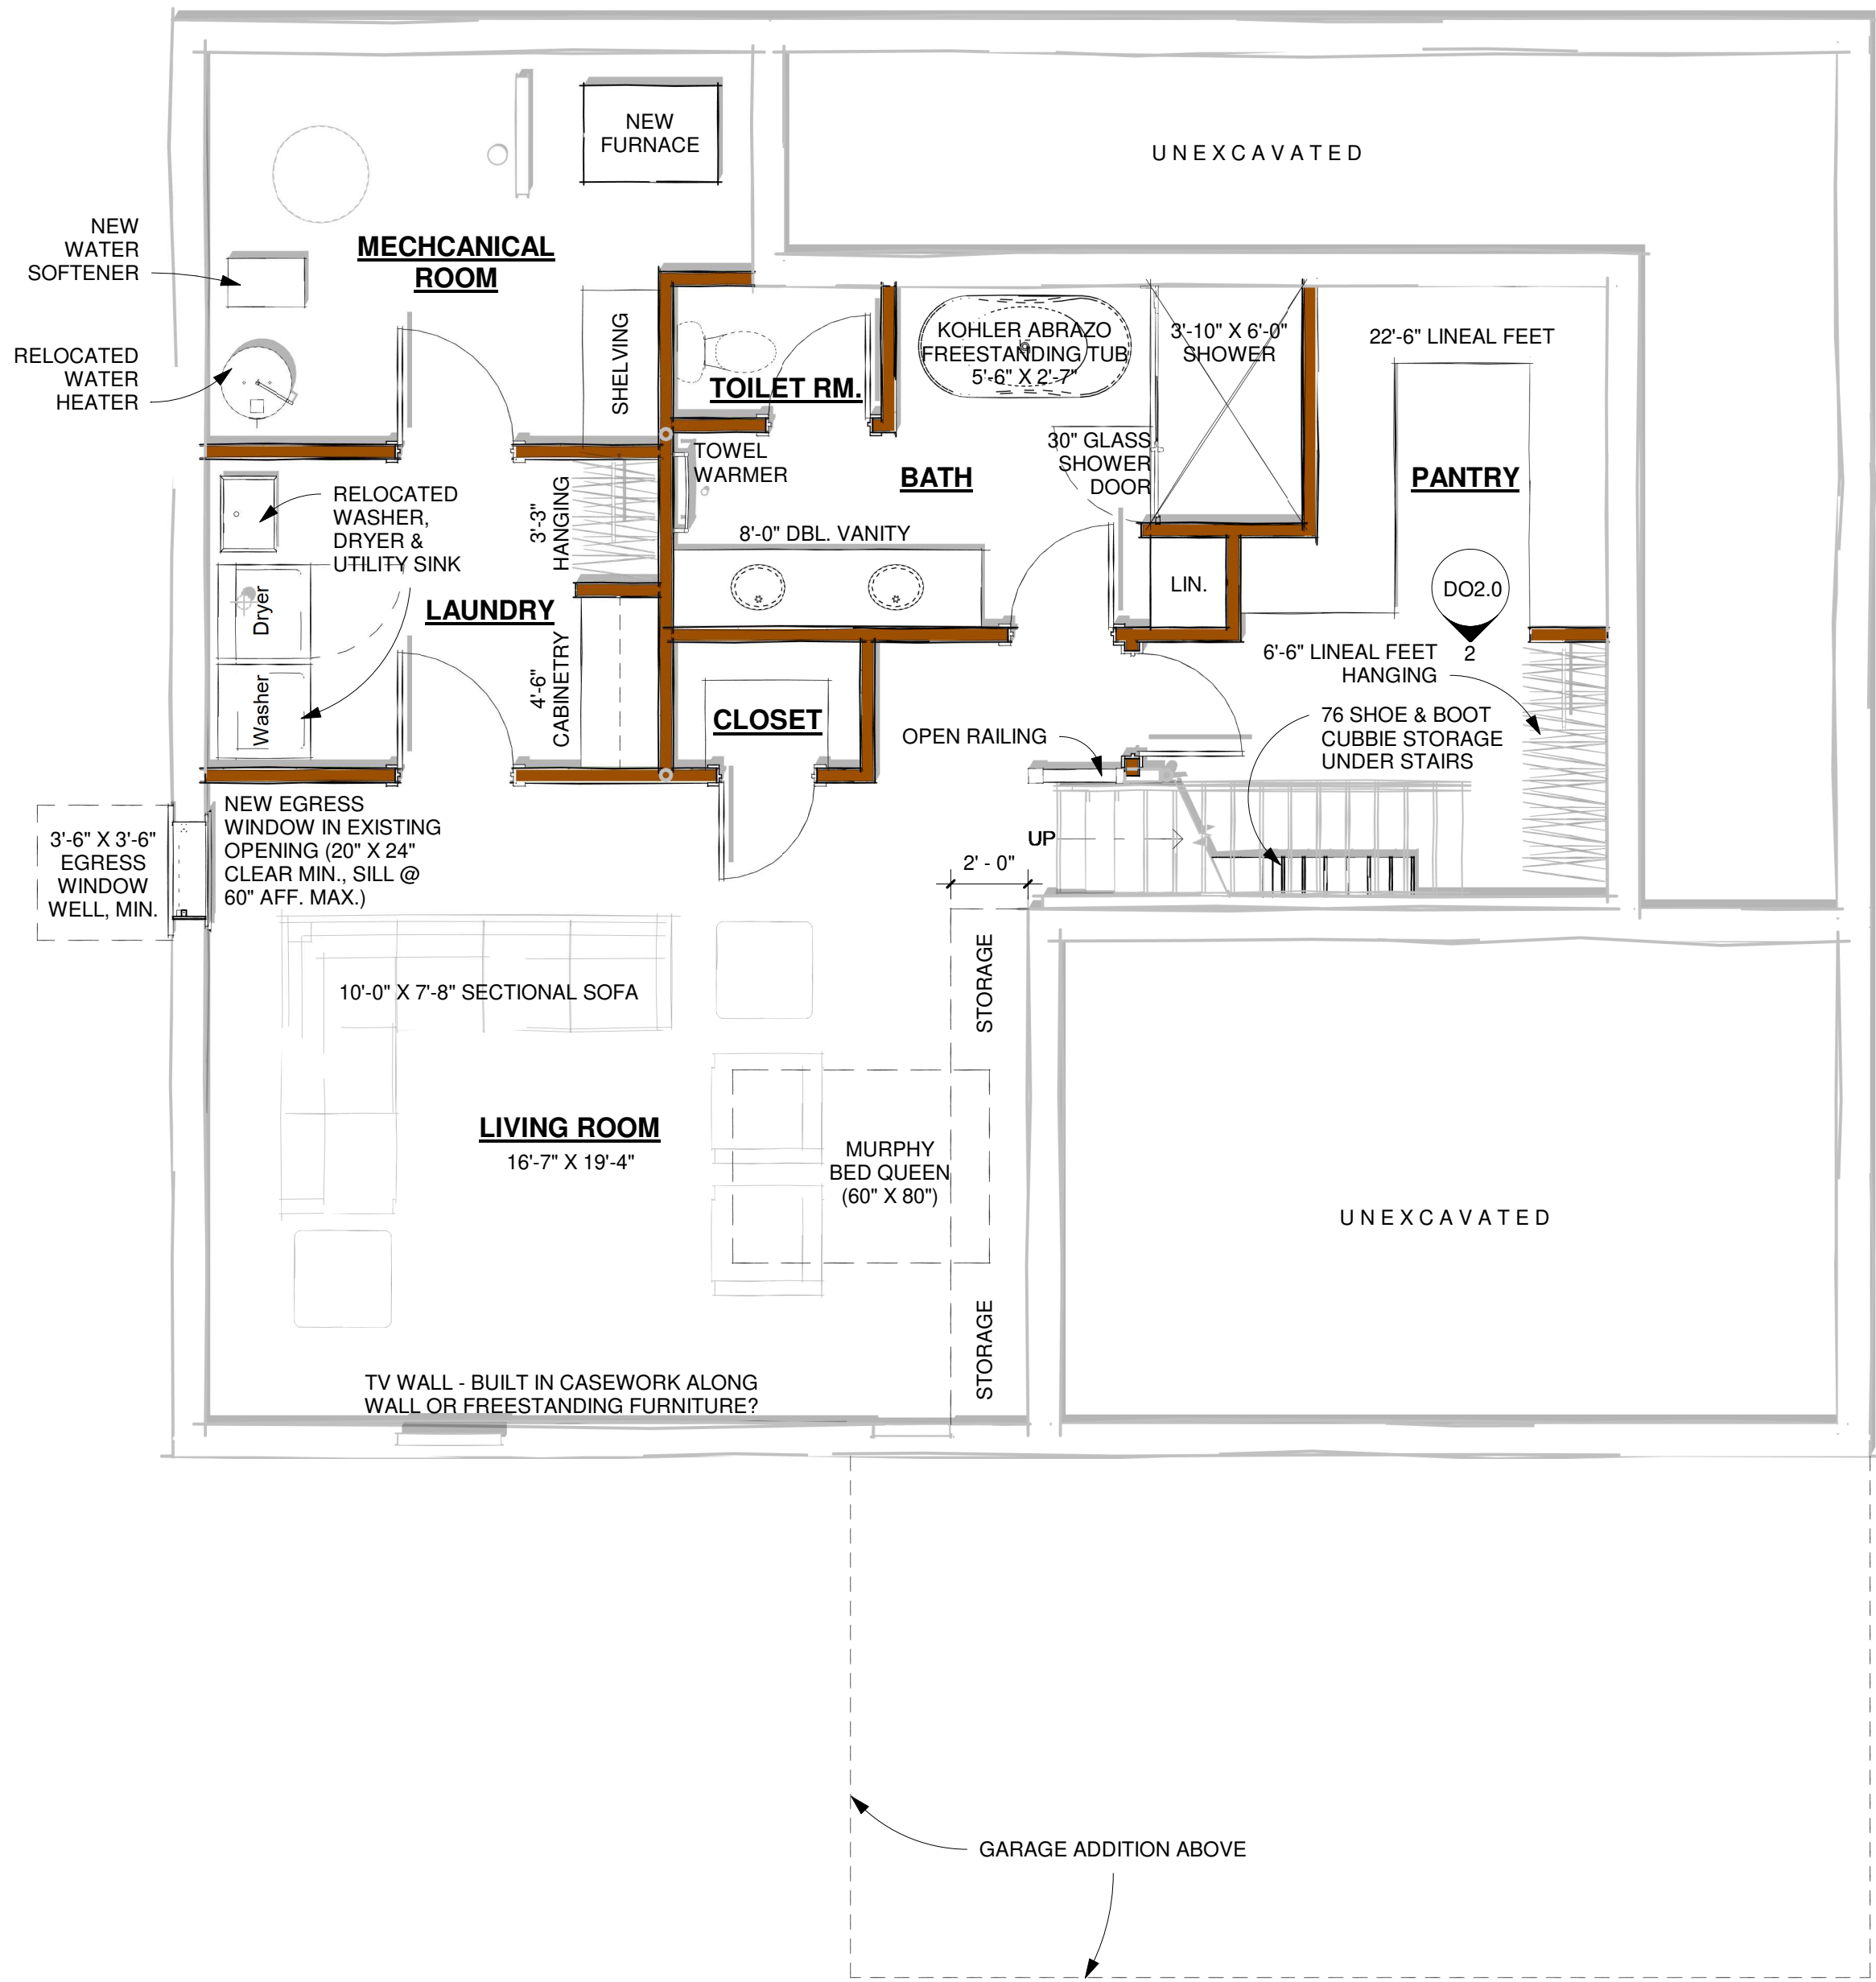 NEW
FURNACE
U N E X C A V A T E D
NEW
WATER
SOFTENER
MECHCANICAL
ROOM
RELOCATED
WATER
HEATER
SHELVING
TOILET RM.
KOHLER ABRAZO
FREESTANDING TUB
5'-6" X 2'-7"
3'-10" X 6'-0"
SHOWER
22'-6" LINEAL FEET
TOWEL
WARMER
BATH
30" GLASS
SHOWER
DOOR
PANTRY
RELOCATED
WASHER,
DRYER &
UTILITY SINK
3'-3"
HANGING
8'-0" DBL. VANITY
Dryer
LAUNDRY
LIN.
DO2.0
2
Washer
4'-6"
CABINETRY
CLOSET
6'-6" LINEAL FEET
HANGING
OPEN RAILING
76 SHOE & BOOT
CUBBIE STORAGE
UNDER STAIRS
3'-6" X 3'-6"
EGRESS
WINDOW
WELL, MIN.
NEW EGRESS
WINDOW IN EXISTING
OPENING (20" X 24"
CLEAR MIN., SILL @
60" AFF. MAX.)
UP
2' - 0"
10'-0" X 7'-8" SECTIONAL SOFA
STORAGE
LIVING ROOM
16'-7" X 19'-4"
MURPHY
BED QUEEN
(60" X 80")
U N E X C A V A T E D
STORAGE
TV WALL - BUILT IN CASEWORK ALONG
WALL OR FREESTANDING FURNITURE?
GARAGE ADDITION ABOVE